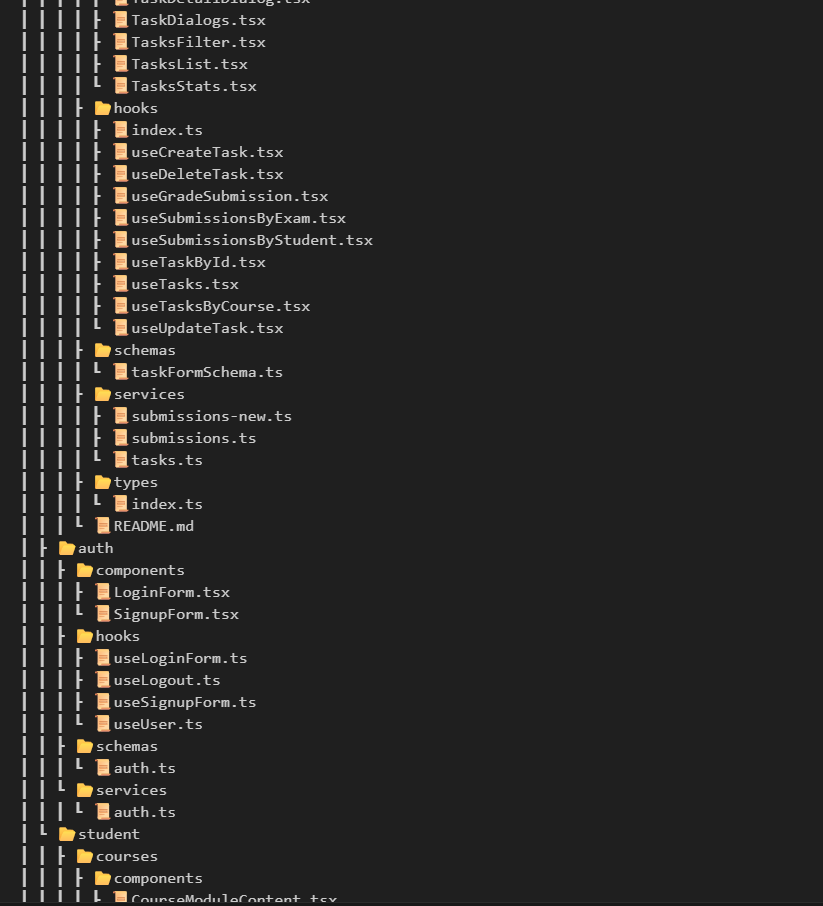 TaskDetailDialog.tsx
TaskDialogs.tsx
TasksFilter.tsx
TasksList.tsx
TasksStats.tsx
hooks
index.ts
useCreateTask.tsx
useDeleteTask.tsx
useGradeSubmission.tsx
useSubmissionsByExam.tsx
useSubmissionsByStudent.tsx
useTaskById.tsx
useTasks.tsx
useTasksByCourse.tsx
useUpdateTask.tsx
schemas
taskFormSchema.ts
services
submissions-new.ts
submissions.ts
tasks.ts
types
index.ts
README.md
auth
components
LoginForm.tsx
SignupForm.tsx
hooks
useLoginForm.ts
useLogout.ts
useSignupForm.ts
useUser.ts
schemas
auth.ts
services
auth.ts
student
courses
components
CourseModuleContent.tsx